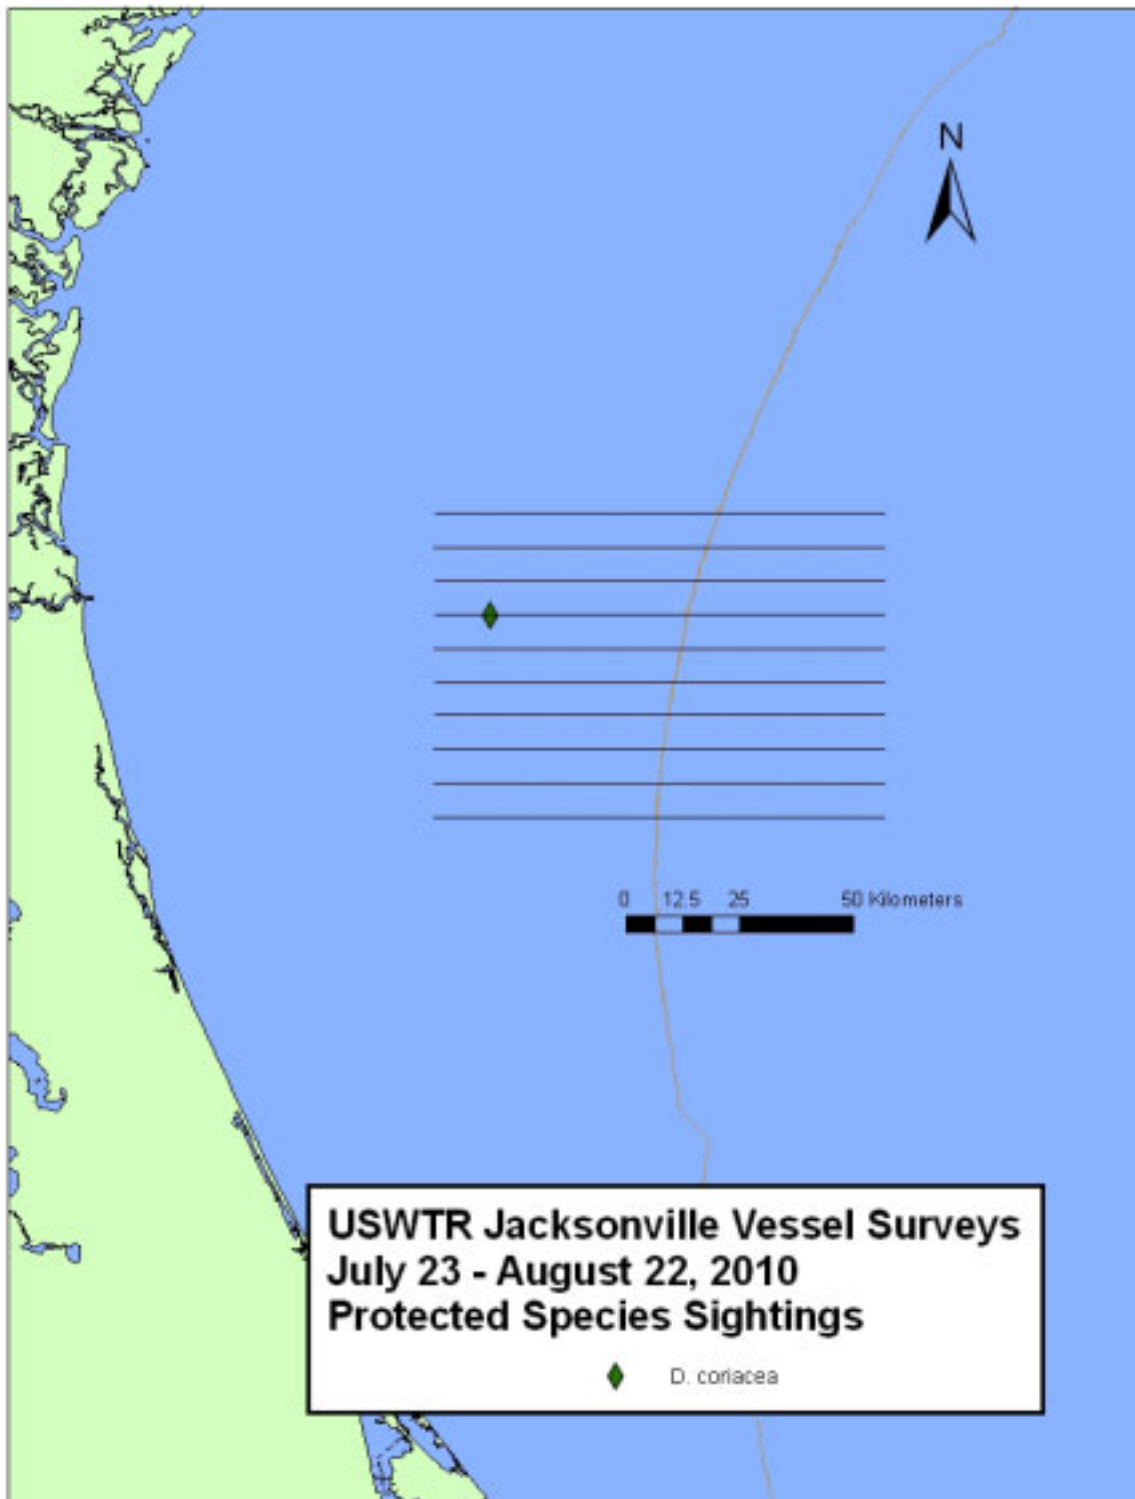 N
0 12.5 25 50 Kilometers
USWTR Jacksonville Vessel Surveys
July 23 - August 22, 2010
Protected Species Sightings
D. coriacea